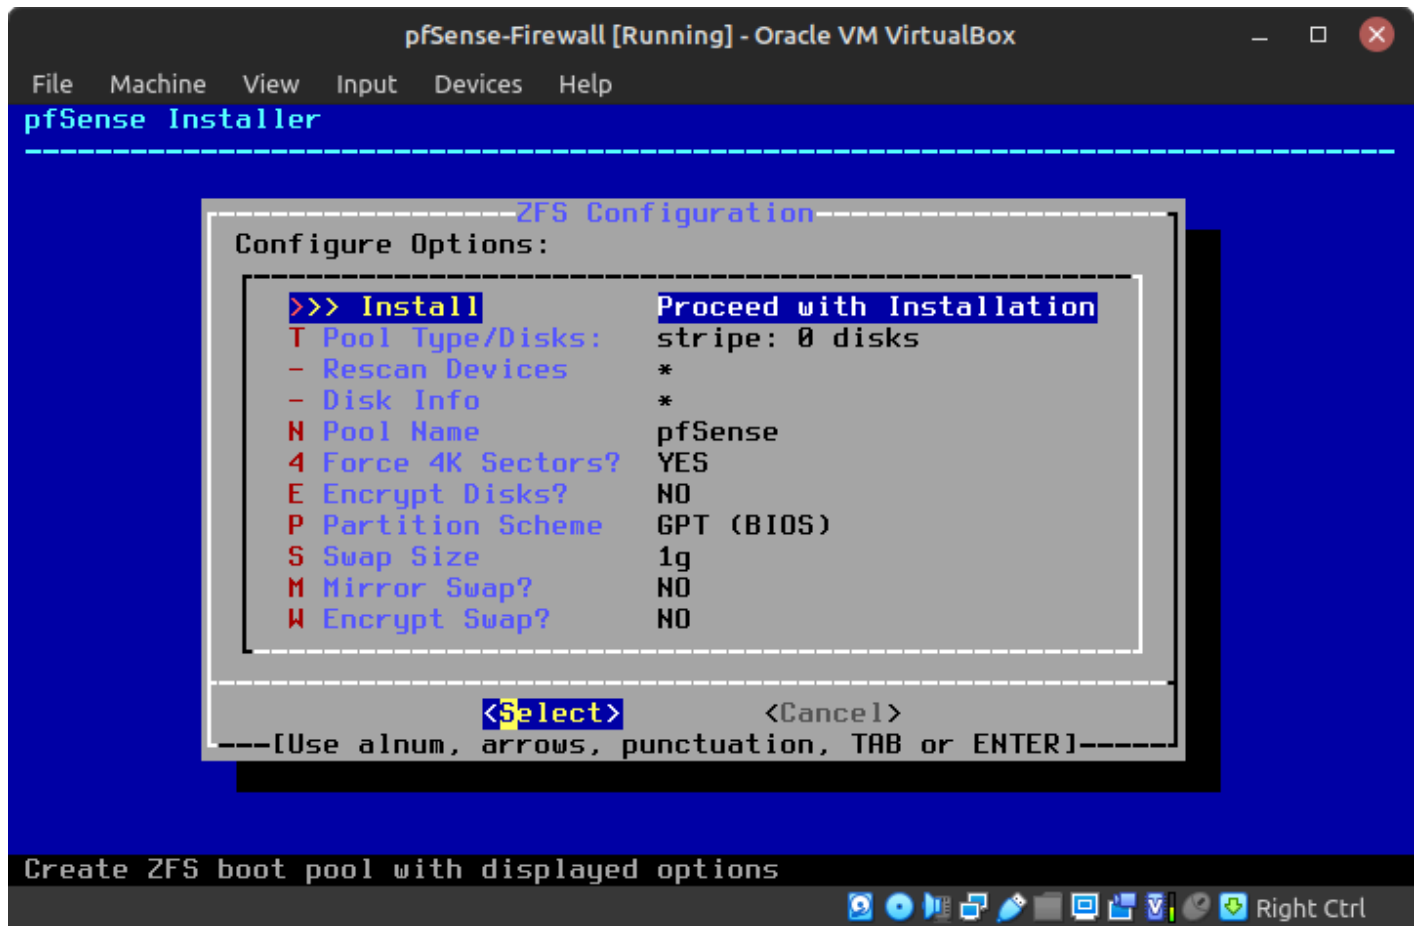 pfSense-Firewall [Running] - Oracle VM VirtualBox
File Machine View Input Devices Help
pfSense Installer
ZFS Configuration
Configure Options:
>>> Install Proceed with Installation
T Pool Type/Disks: stripe: 0 disks
- Rescan Devices *
- Disk Info *
N Pool Name pfSense
4 Force 4K Sectors? YES
E Encrypt Disks? NO
P Partition Scheme GPT (BIOS)
S Swap Size 1g
M Mirror Swap? NO
W Encrypt Swap? NO
<Select> <Cancel>
[Use alnum, arrows, punctuation, TAB or ENTER]
Create ZFS boot pool with displayed options
Right Ctrl